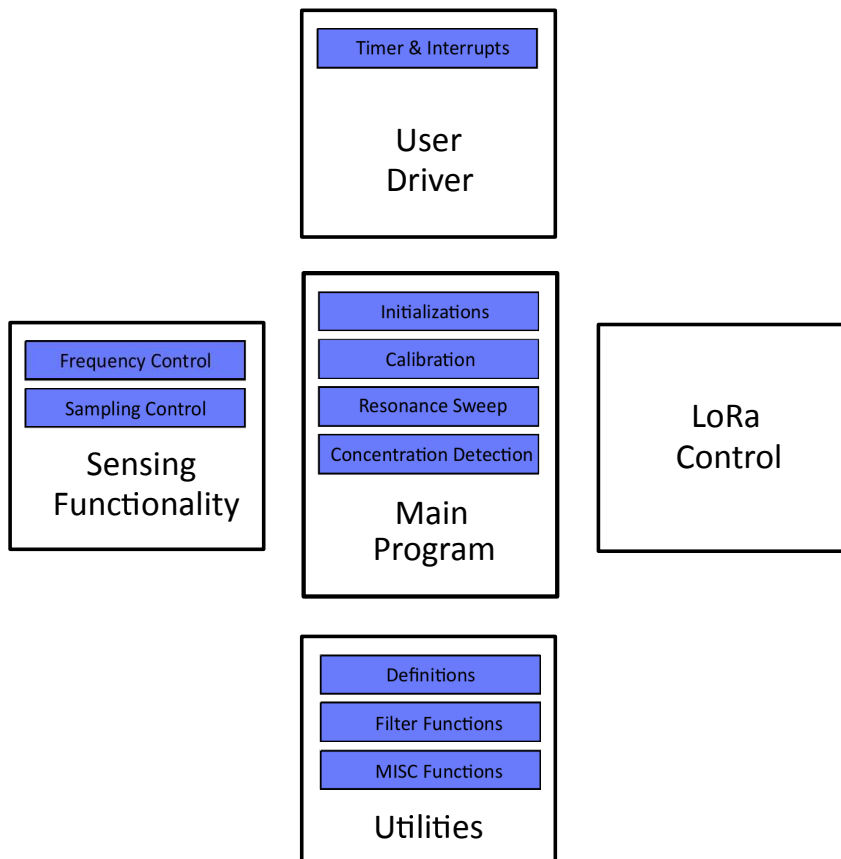 Timer & Interrupts
User
Driver
Initializations
Calibration
Resonance Sweep
Concentration Detection
Main
Program
Frequency Control
Sampling Control
Sensing
Functionality
LoRa
Control
Definitions
Filter Functions
MISC Functions
Utilities